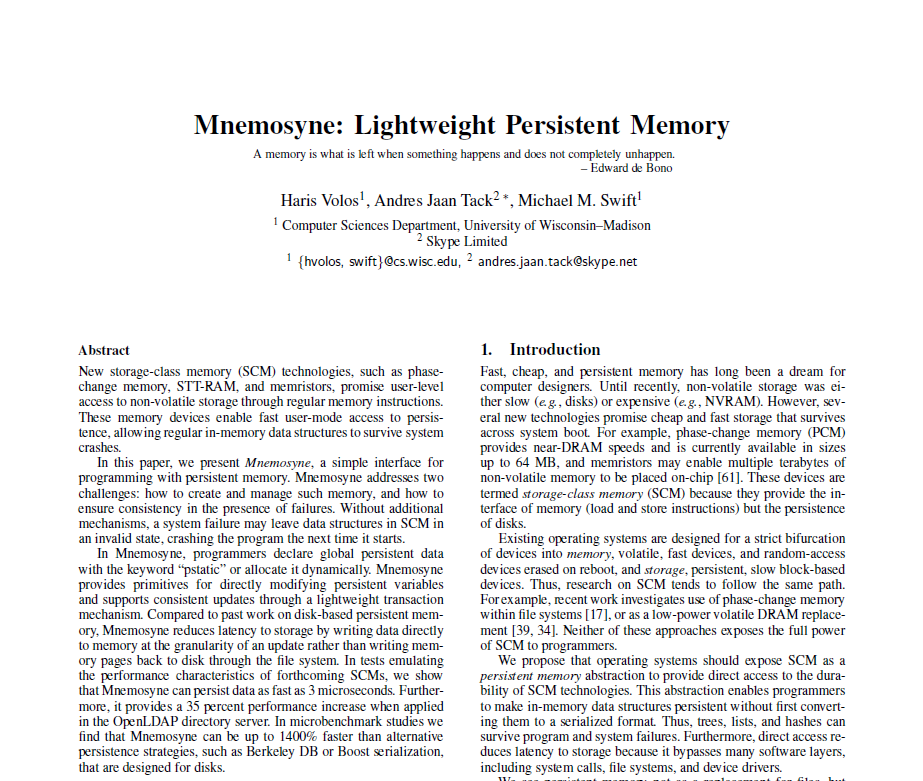 Mnemosyne: Lightweight Persistent Memory
A memory is what is left when something happens and does not completely unhappen.
– Edward de Bono
Haris Volos1, Andres Jaan Tack2 *, Michael M. Swift1
1 Computer Sciences Department, University of Wisconsin–Madison
2 Skype Limited
1 {hvolos, swift}@cs.wisc.edu, 2 andres.jaan.tack@skype.net
Abstract
New storage-class memory (SCM) technologies, such as phase-
change memory, STT-RAM, and memristors, promise user-level
access to non-volatile storage through regular memory instructions.
These memory devices enable fast user-mode access to persis-
tence, allowing regular in-memory data structures to survive system
crashes.
In this paper, we present Mnemosyne, a simple interface for
programming with persistent memory. Mnemosyne addresses two
challenges: how to create and manage such memory, and how to
ensure consistency in the presence of failures. Without additional
mechanisms, a system failure may leave data structures in SCM in
an invalid state, crashing the program the next time it starts.
In Mnemosyne, programmers declare global persistent data
with the keyword “pstatic” or allocate it dynamically. Mnemosyne
provides primitives for directly modifying persistent variables
and supports consistent updates through a lightweight transaction
mechanism. Compared to past work on disk-based persistent mem-
ory, Mnemosyne reduces latency to storage by writing data directly
to memory at the granularity of an update rather than writing mem-
ory pages back to disk through the file system. In tests emulating
the performance characteristics of forthcoming SCMs, we show
that Mnemosyne can persist data as fast as 3 microseconds. Further-
more, it provides a 35 percent performance increase when applied
in the OpenLDAP directory server. In microbenchmark studies we
find that Mnemosyne can be up to 1400% faster than alternative
persistence strategies, such as Berkeley DB or Boost serialization,
that are designed for disks.
1. Introduction
Fast, cheap, and persistent memory has long been a dream for
computer designers. Until recently, non-volatile storage was ei-
ther slow (e.g., disks) or expensive (e.g., NVRAM). However, sev-
eral new technologies promise cheap and fast storage that survives
across system boot. For example, phase-change memory (PCM)
provides near-DRAM speeds and is currently available in sizes
up to 64 MB, and memristors may enable multiple terabytes of
non-volatile memory to be placed on-chip [61]. These devices are
termed storage-class memory (SCM) because they provide the in-
terface of memory (load and store instructions) but the persistence
of disks.
Existing operating systems are designed for a strict bifurcation
of devices into memory, volatile, fast devices, and random-access
devices erased on reboot, and storage, persistent, slow block-based
devices. Thus, research on SCM tends to follow the same path.
For example, recent work investigates use of phase-change memory
within file systems [17], or as a low-power volatile DRAM replace-
ment [39, 34]. Neither of these approaches exposes the full power
of SCM to programmers.
We propose that operating systems should expose SCM as a
persistent memory abstraction to provide direct access to the dura-
bility of SCM technologies. This abstraction enables programmers
to make in-memory data structures persistent without first convert-
ing them to a serialized format. Thus, trees, lists, and hashes can
survive program and system failures. Furthermore, direct access re-
duces latency to storage because it bypasses many software layers,
including system calls, file systems, and device drivers.